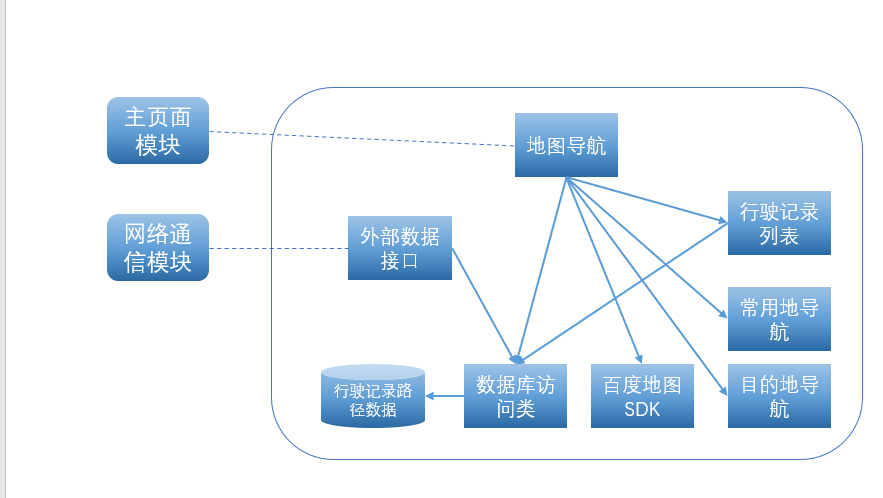 主页面
模块
地图导航
行驶记录
列表
网络通
信模块
外部数据
接口
常用地导
航
行驶记录路
径数据
数据库访
问类
百度地图
SDK
目的地导
航